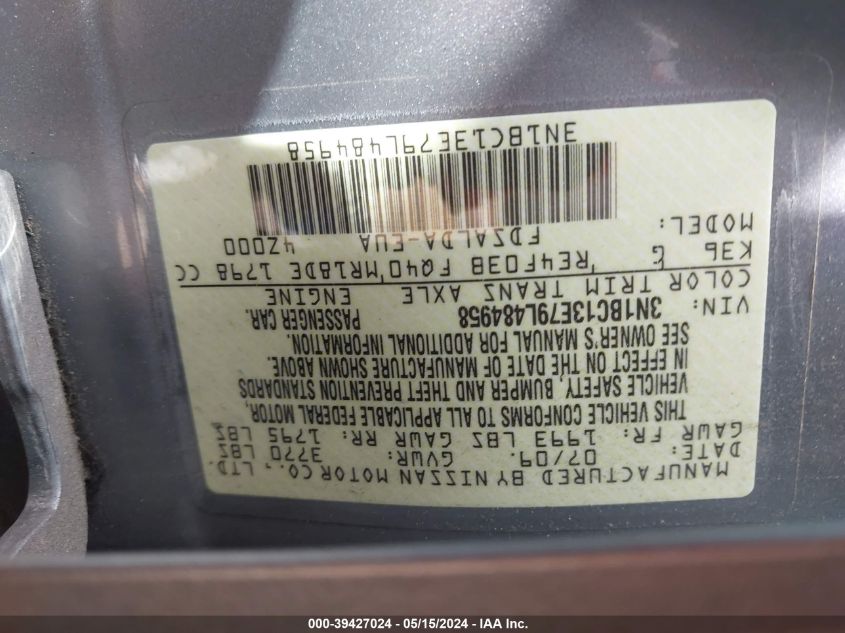 MANUFACTURED BY NISSAN MOTOR CO., LTD.
DATE: 07/09. GVWR: 3770 LBS
GAWR FR: 1993 LBS GAWR RR: 1795 LBS
THIS VEHICLE CONFORMS TO ALL APPLICABLE FEDERAL MOTOR,
VEHICLE SAFETY, BUMPER AND THEFT PREVENTION STANDARDS
IN EFFECT ON THE DATE OF MANUFACTURE SHOWN ABOVE.
SEE OWNER'S MANUAL FOR ADDITIONAL INFORMATION.
VIN: 3N1BC13E79L484958 PASSENGER CAR.
COLOR TRIM TRANS AXLE ENGINE
K36 G RE4F03B FQ40 MR18DE 1798 CC
MODEL: FDZALDA-EUA 4Z000
3N1BC13E79L484958
000-39427024 - 05/15/2024 - IAA Inc.